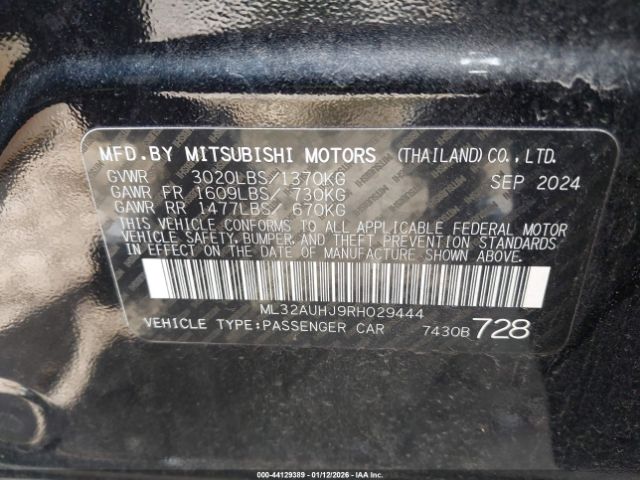 MFD.BY MITSUBISHI MOTORS (THAILAND)CO.,LTD.
GVWR 3020LBS/1370KG SEP 2024
GAWR FR 1609LBS/ 730KG
GAWR RR 1477LBS/ 670KG
THIS VEHICLE CONFORMS TO ALL APPLICABLE FEDERAL MOTOR
VEHICLE SAFETY, BUMPER, AND THEFT PREVENTION STANDARDS
IN EFFECT ON THE DATE OF MANUFACTURE SHOWN ABOVE.
ML32AUHJ9RH029444
VEHICLE TYPE:PASSENGER CAR 7430B 728
© - 44129389 - 01/12/2026 - IAA Holdings, LLC